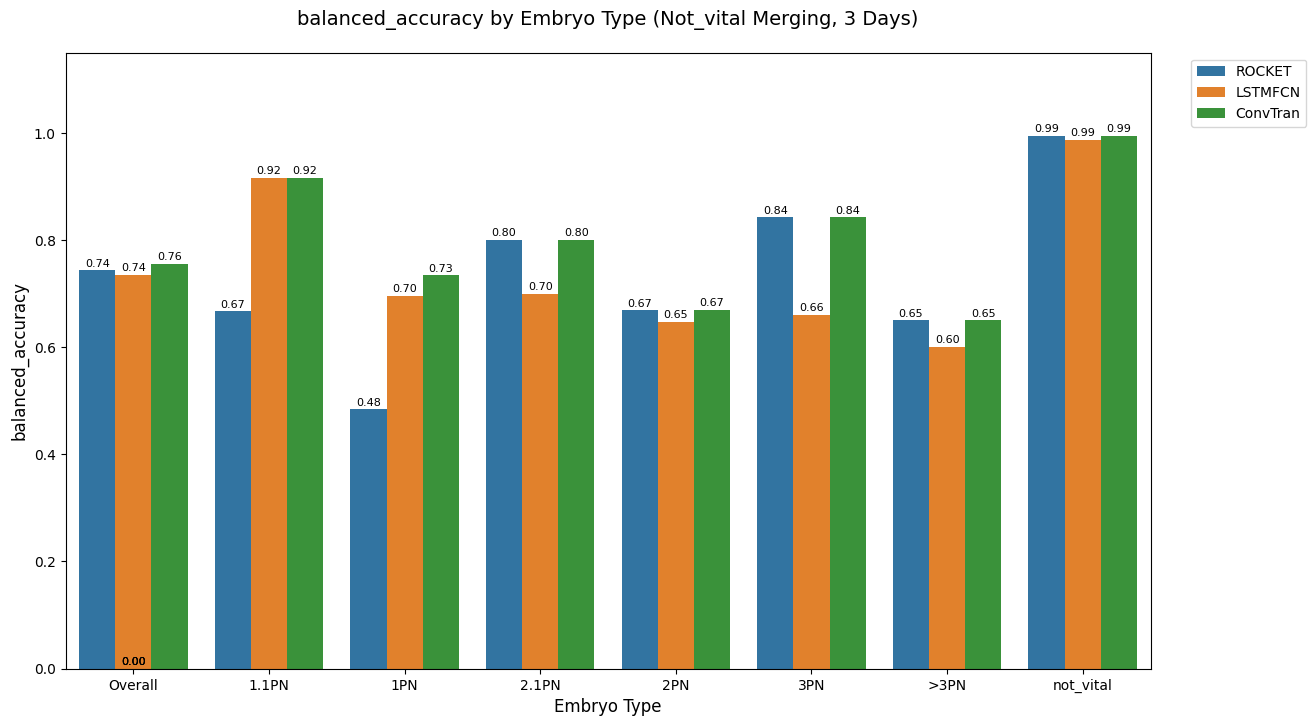 balanced_accuracy by Embryo Type (Not_vital Merging, 3 Days)
ROCKET
LSTMFCN
ConvTran
balanced_accuracy
1.0
0.8
0.6
0.4
0.2
0.0
0.74 0.74 0.76
0.00
0.67 0.92 0.92
0.48 0.70 0.73
0.80 0.70 0.80
0.67 0.65 0.67
0.84 0.66 0.84
0.65 0.60 0.65
0.99 0.99 0.99
Overall 1.1PN 1PN 2.1PN 2PN 3PN >3PN not_vital
Embryo Type